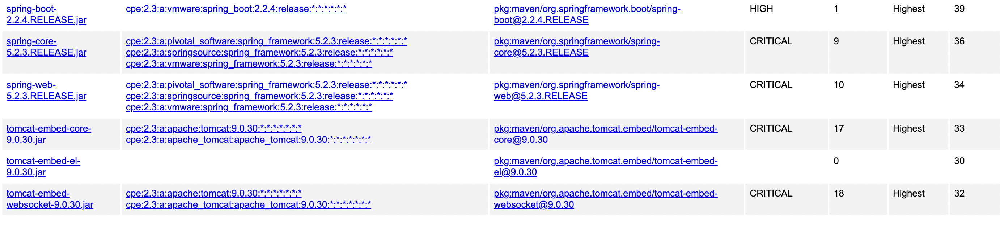 spring-boot-
2.2.4.RELEASE.jar
cpe:2.3:a:vmware:spring_boot:2.2.4:release:*:*:*:*:*:*
pkg:maven/org.springframework.boot/spring-
boot@2.2.4.RELEASE
HIGH
1
Highest
39
spring-core-
5.2.3.RELEASE.jar
cpe:2.3:a:pivotal_software:spring_framework:5.2.3:release:*:*:*:*:*:*
cpe:2.3:a:springsource:spring_framework:5.2.3:release:*:*:*:*:*:*
cpe:2.3:a:vmware:spring_framework:5.2.3:release:*:*:*:*:*:*
pkg:maven/org.springframework/spring-
core@5.2.3.RELEASE
CRITICAL
9
Highest
36
spring-web-
5.2.3.RELEASE.jar
cpe:2.3:a:pivotal_software:spring_framework:5.2.3:release:*:*:*:*:*:*
cpe:2.3:a:springsource:spring_framework:5.2.3:release:*:*:*:*:*:*
cpe:2.3:a:vmware:spring_framework:5.2.3:release:*:*:*:*:*:*
pkg:maven/org.springframework/spring-
web@5.2.3.RELEASE
CRITICAL
10
Highest
34
tomcat-embed-core-
9.0.30.jar
cpe:2.3:a:apache:tomcat:9.0.30:*:*:*:*:*:*:*
cpe:2.3:a:apache_tomcat:apache_tomcat:9.0.30:*:*:*:*:*:*:*
pkg:maven/org.apache.tomcat.embed/tomcat-embed-
core@9.0.30
CRITICAL
17
Highest
33
tomcat-embed-el-
9.0.30.jar
pkg:maven/org.apache.tomcat.embed/tomcat-embed-
el@9.0.30
0
30
tomcat-embed-
websocket-9.0.30.jar
cpe:2.3:a:apache:tomcat:9.0.30:*:*:*:*:*:*:*
cpe:2.3:a:apache_tomcat:apache_tomcat:9.0.30:*:*:*:*:*:*:*
pkg:maven/org.apache.tomcat.embed/tomcat-embed-
websocket@9.0.30
CRITICAL
18
Highest
32